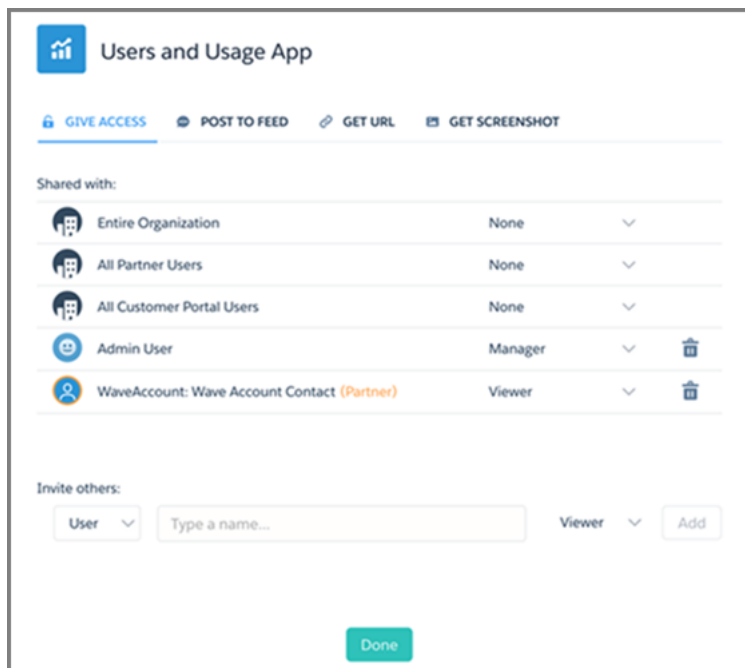 Users and Usage App
GIVE ACCESS POST TO FEED GET URL GET SCREENSHOT
Shared with:
Entire Organization None
All Partner Users None
All Customer Portal Users None
Admin User Manager
WaveAccount: Wave Account Contact (Partner) Viewer
Invite others:
User Type a name... Viewer Add
Done